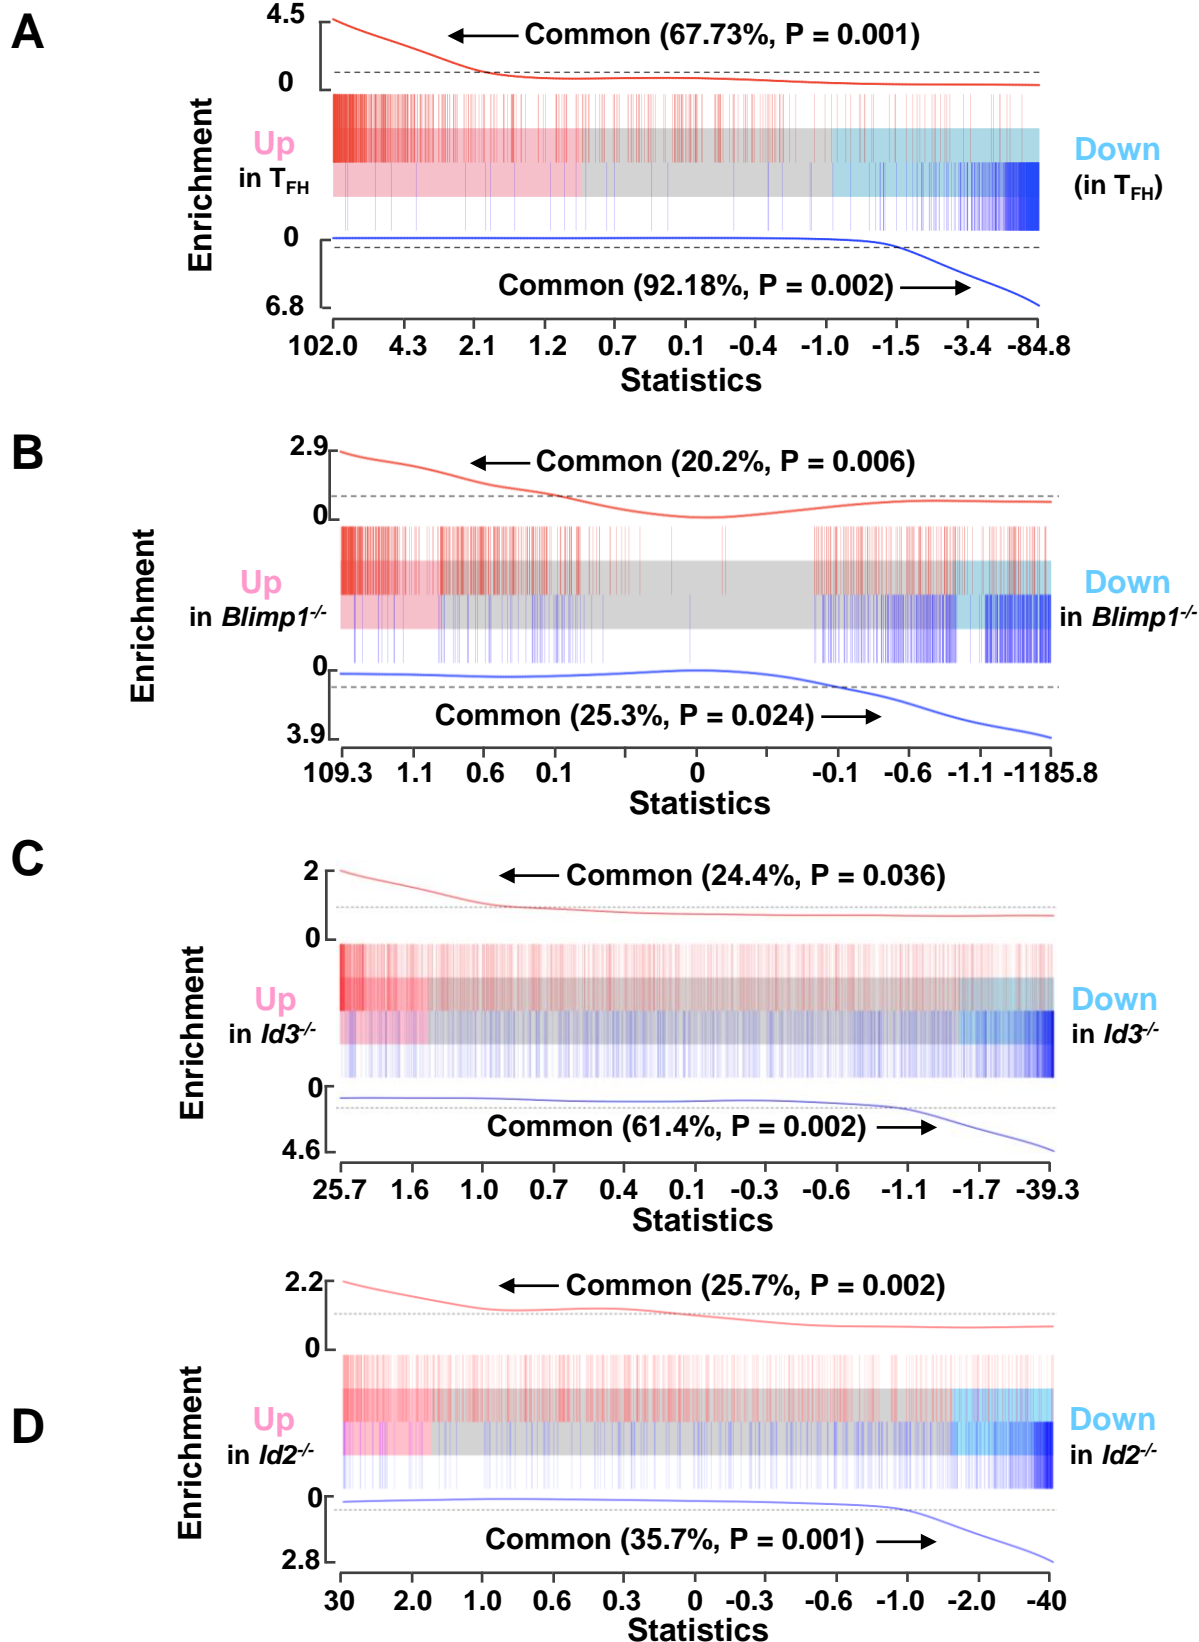 A
4.5
Common (67.73%, P = 0.001)
0
Enrichment
Up
in TFH
Down
(in TFH)
0
Common (92.18%, P = 0.002)
6.8
102.0 4.3 2.1 1.2 0.7 0.1 -0.4 -1.0 -1.5 -3.4 -84.8
Statistics
B
2.9
Common (20.2%, P = 0.006)
0
Enrichment
Up
in Blimp1-/-
Down
in Blimp1-/-
0
Common (25.3%, P = 0.024)
3.9
109.3 1.1 0.6 0.1 0 -0.1 -0.6 -1.1 -1185.8
Statistics
C
2
Common (24.4%, P = 0.036)
0
Enrichment
Up
in Id3-/-
Down
in Id3-/-
0
Common (61.4%, P = 0.002)
4.6
25.7 1.6 1.0 0.7 0.4 0.1 -0.3 -0.6 -1.1 -1.7 -39.3
Statistics
2.2
Common (25.7%, P = 0.002)
0
D
Enrichment
Up
in Id2-/-
Down
in Id2-/-
0
Common (35.7%, P = 0.001)
2.8
30 2.0 1.0 0.6 0.3 0 -0.3 -0.6 -1.0 -2.0 -40
Statistics